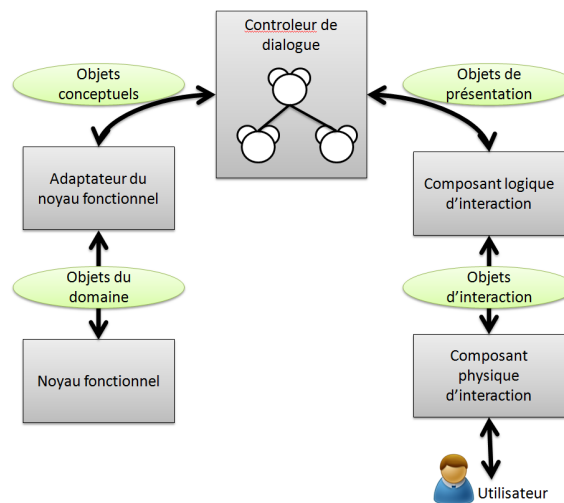 Controleur de
dialogue
Objets
conceptuels
Objets de
présentation
Adaptateur du
noyau fonctionnel
Composant logique
d'interaction
Objets du
domaine
Objets
d'interaction
Noyau fonctionnel
Composant
physique
d'interaction
Utilisateur